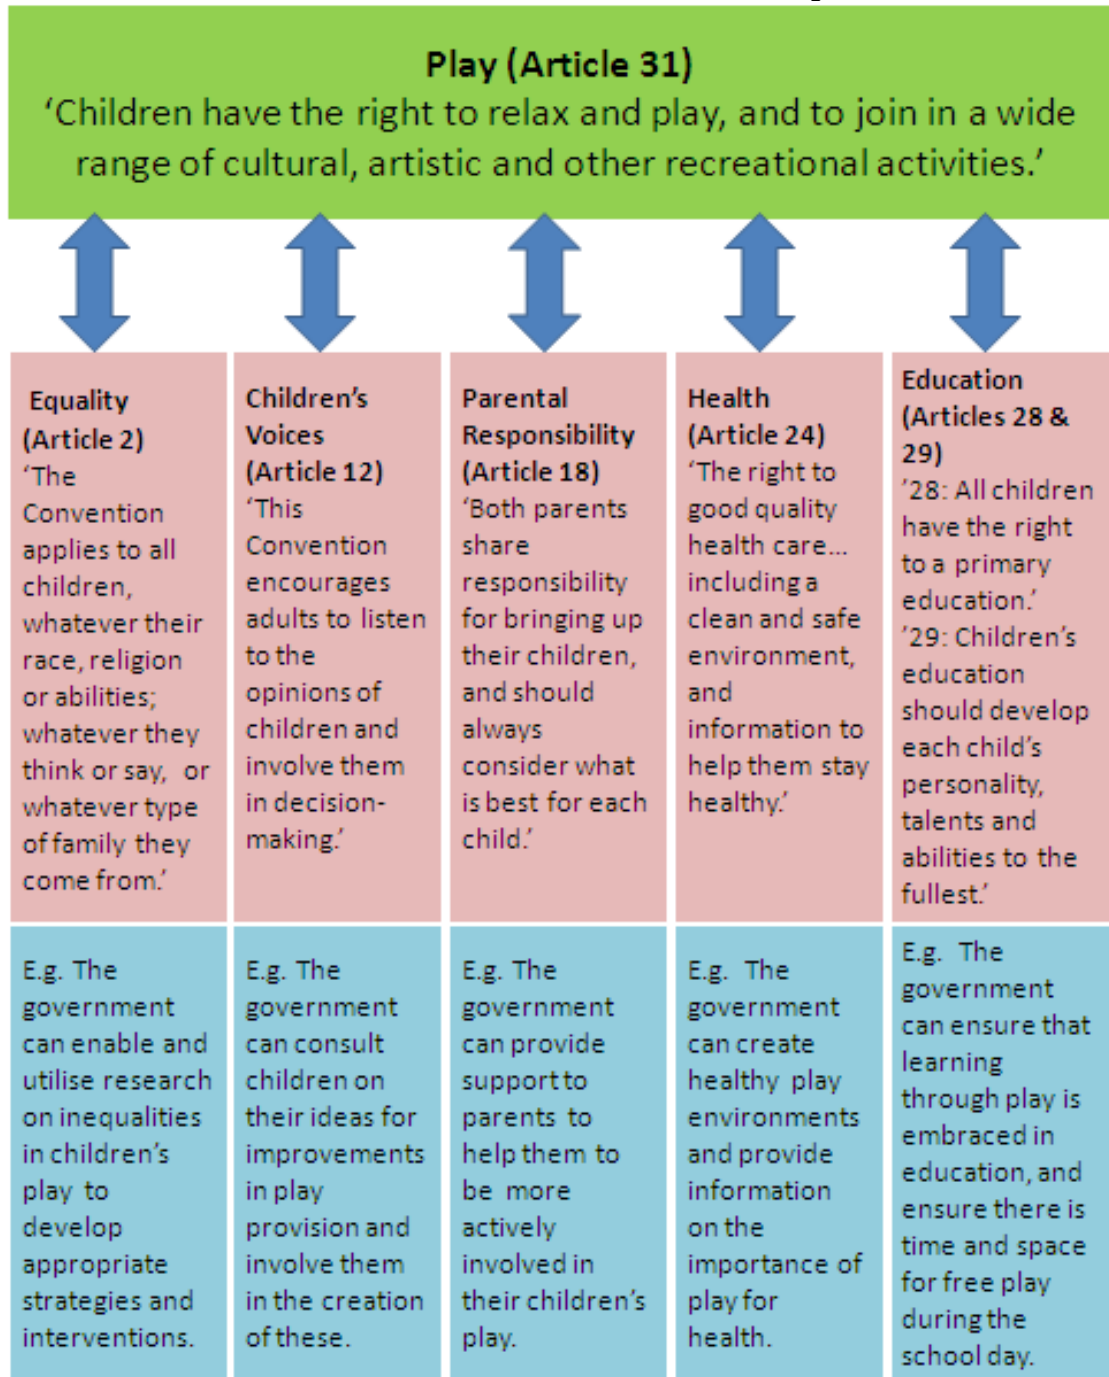 Play (Article 31)
‘Children have the right to relax and play, and to join in a wide
range of cultural, artistic and other recreational activities.’
Equality
(Article 2)
‘The
Convention
applies to all
children,
whatever their
race, religion
or abilities;
whatever they
think or say, or
whatever type
of family they
come from.’
Children’s
Voices
(Article 12)
‘This
Convention
encourages
adults to listen
to the
opinions of
children and
involve them
in decision-
making.’
Parental
Responsibility
(Article 18)
‘Both parents
share
responsibility
for bringing up
their children,
and should
always
consider what
is best for each
child.’
Health
(Article 24)
‘The right to
good quality
health care...
including a
clean and safe
environment,
and
information to
help them stay
healthy.’
Education
(Articles 28 &
29)
’28: All children
have the right
to a primary
education.’
’29: Children’s
education
should develop
each child’s
personality,
talents and
abilities to the
fullest.’
E.g. The
government
can enable and
utilise research
on inequalities
in children’s
play to
develop
appropriate
strategies and
interventions.
E.g. The
government
can consult
children on
their ideas for
improvements
in play
provision and
involve them
in the creation
of these.
E.g. The
government
can provide
support to
parents to
help them to
be more
actively
involved in
their children’s
play.
E.g. The
government
can create
healthy play
environments
and provide
information
on the
importance of
play for
health.
E.g. The
government
can ensure that
learning
through play is
embraced in
education, and
ensure there is
time and space
for free play
during the
school day.